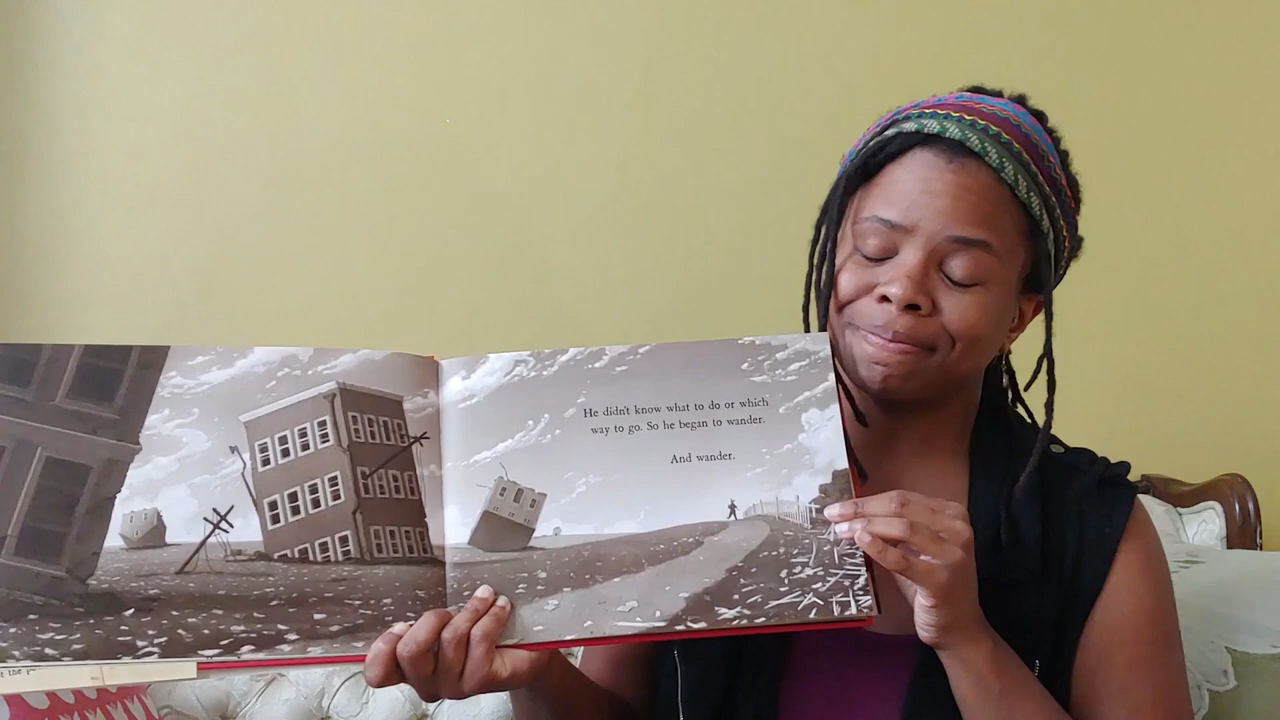 He didn't know what to do or which
way to go. So he began to wander.
And wander.